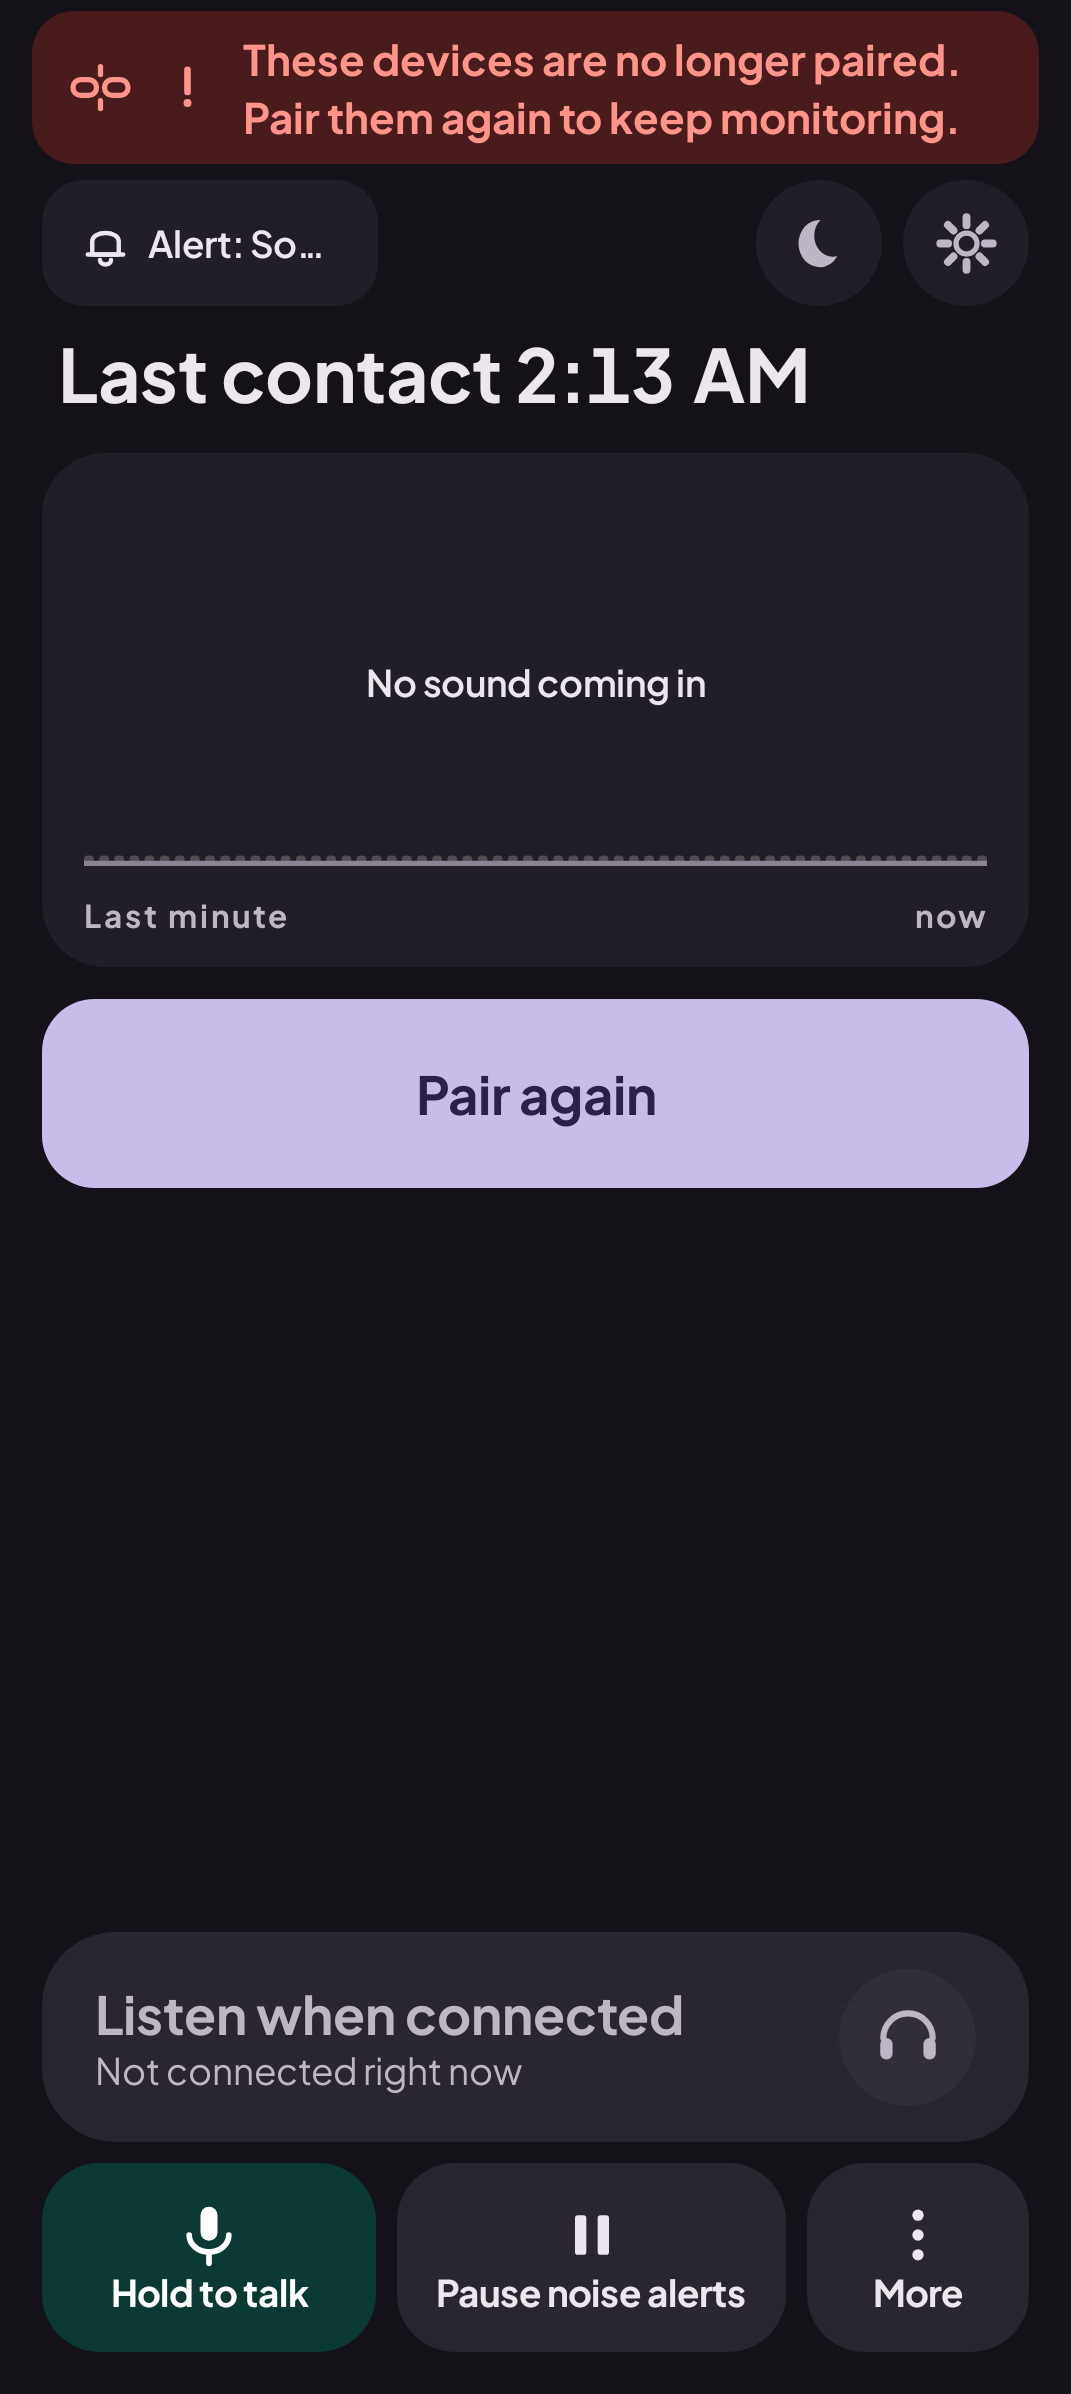 These devices are no longer paired.
Pair them again to keep monitoring.
Alert: So...
Last contact 2:13 AM
No sound coming in
Last minute
now
Pair again
Listen when connected
Not connected right now
Hold to talk
Pause noise alerts
More